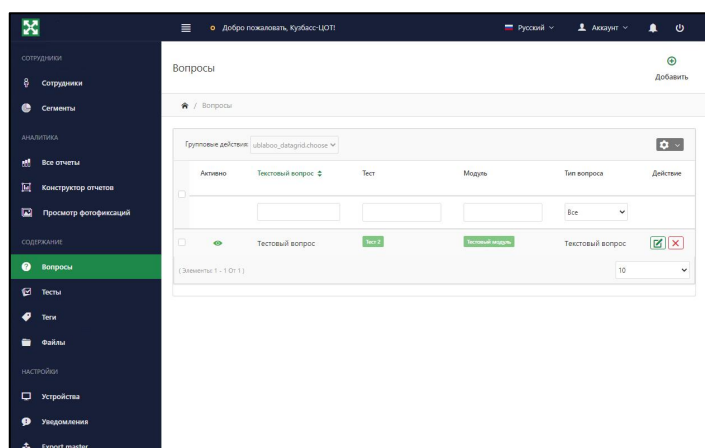 Добро пожаловать, Кузбасс-ЦОТ!
Русский
Аккаунт
СОТРУДНИКИ
Сотрудники
Сегменты
АНАЛИТИКА
Все отчеты
Конструктор отчетов
Просмотр фотофиксаций
СОДЕРЖАНИЕ
Вопросы
Тесты
Теги
Файлы
НАСТРОЙКИ
Устройства
Уведомления
Export master
Вопросы
Добавить
/ Вопросы
Групповые действия: ublaboo_datagrid.choose
Активно Текстовый вопрос Тест Модуль Тип вопроса Действие
Все
Тестовый вопрос Тест 2 Тестовый модуль Текстовый вопрос
( Элементы: 1 - 1 От 1 )
10